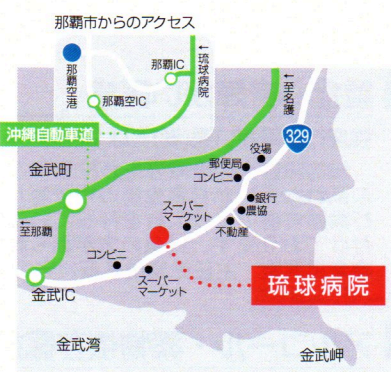 那覇市からのアクセス
那覇空港
那覇IC
←琉球病院
那覇空IC
沖縄自動車道
←至名護
329
役場
郵便局
コンビニ
金武町
銀行
農協
スーパー
マーケット
不動産
←至那覇
コンビニ
スーパー
マーケット
琉球病院
金武IC
金武湾
金武岬